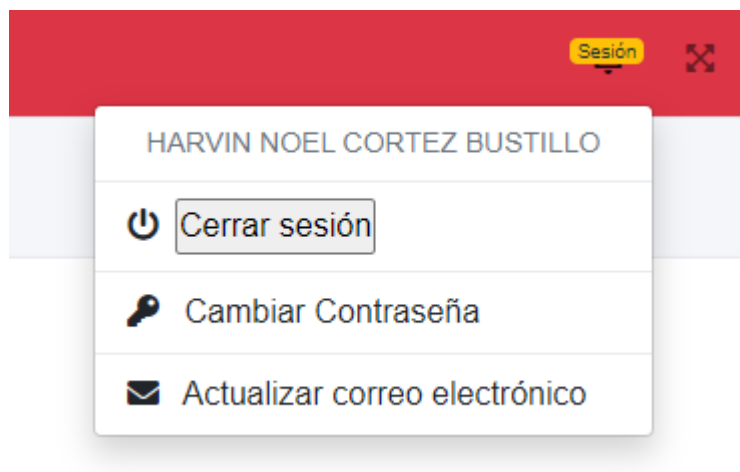 Sesión
HARVIN NOEL CORTEZ BUSTILLO
Cerrar sesión
Cambiar Contraseña
Actualizar correo electrónico